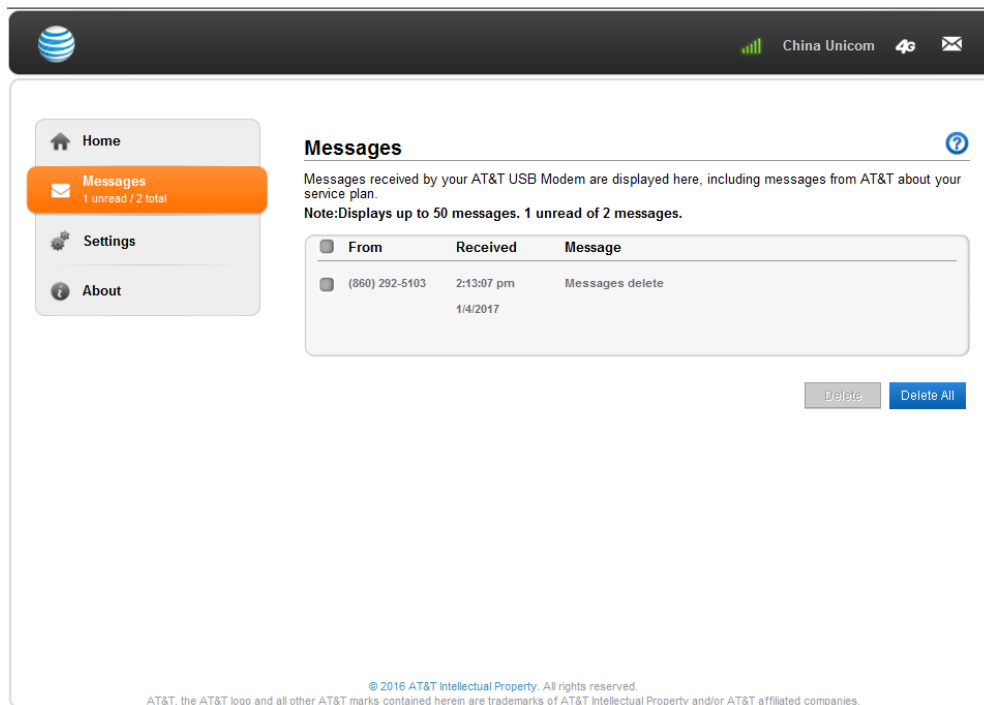 China Unicom 4G
Home
Messages
1 unread / 2 total
Settings
About
Messages
Messages received by your AT&T USB Modem are displayed here, including messages from AT&T about your
service plan.
Note:Displays up to 50 messages. 1 unread of 2 messages.
From Received Message
(860) 292-5103 2:13:07 pm Messages delete
1/4/2017
Delete Delete All
© 2016 AT&T Intellectual Property. All rights reserved.
AT&T, the AT&T logo and all other AT&T marks contained herein are trademarks of AT&T Intellectual Property and/or AT&T affiliated companies.